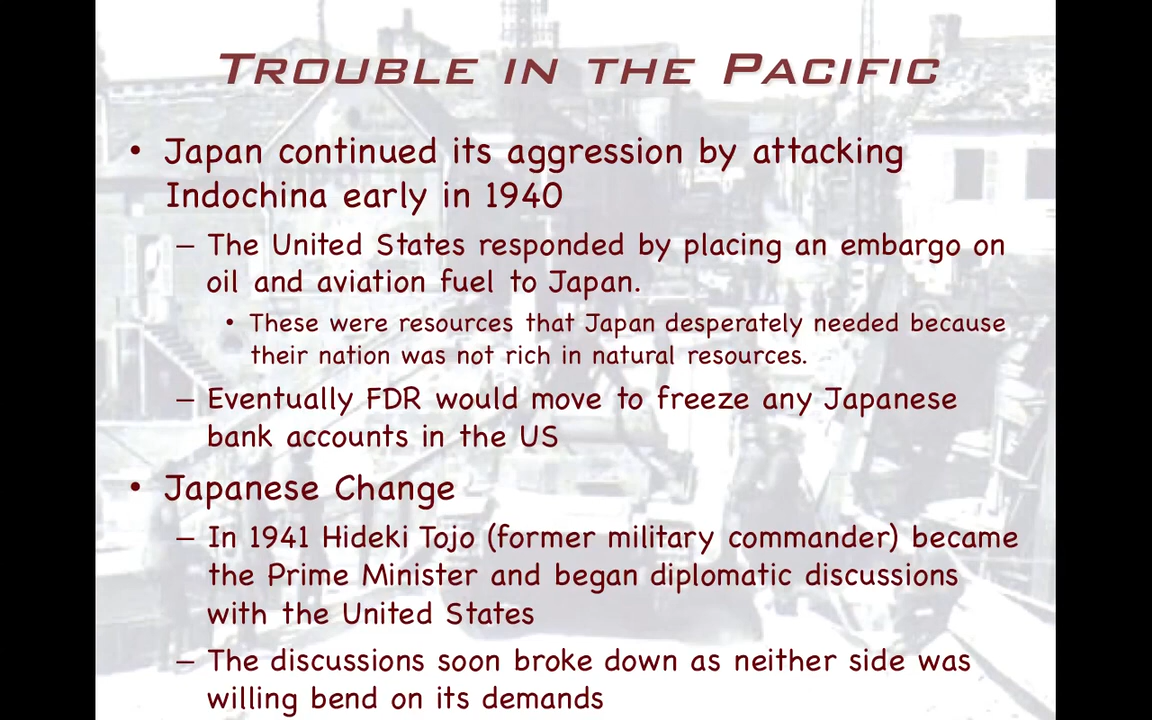 Trouble in the Pacific
• Japan continued its aggression by attacking
Indochina early in 1940
– The United States responded by placing an embargo on
oil and aviation fuel to Japan.
• These were resources that Japan desperately needed because
their nation was not rich in natural resources.
– Eventually FDR would move to freeze any Japanese
bank accounts in the US
• Japanese Change
– In 1941 Hideki Tojo (former military commander) became
the Prime Minister and began diplomatic discussions
with the United States
– The discussions soon broke down as neither side was
willing bend on its demands